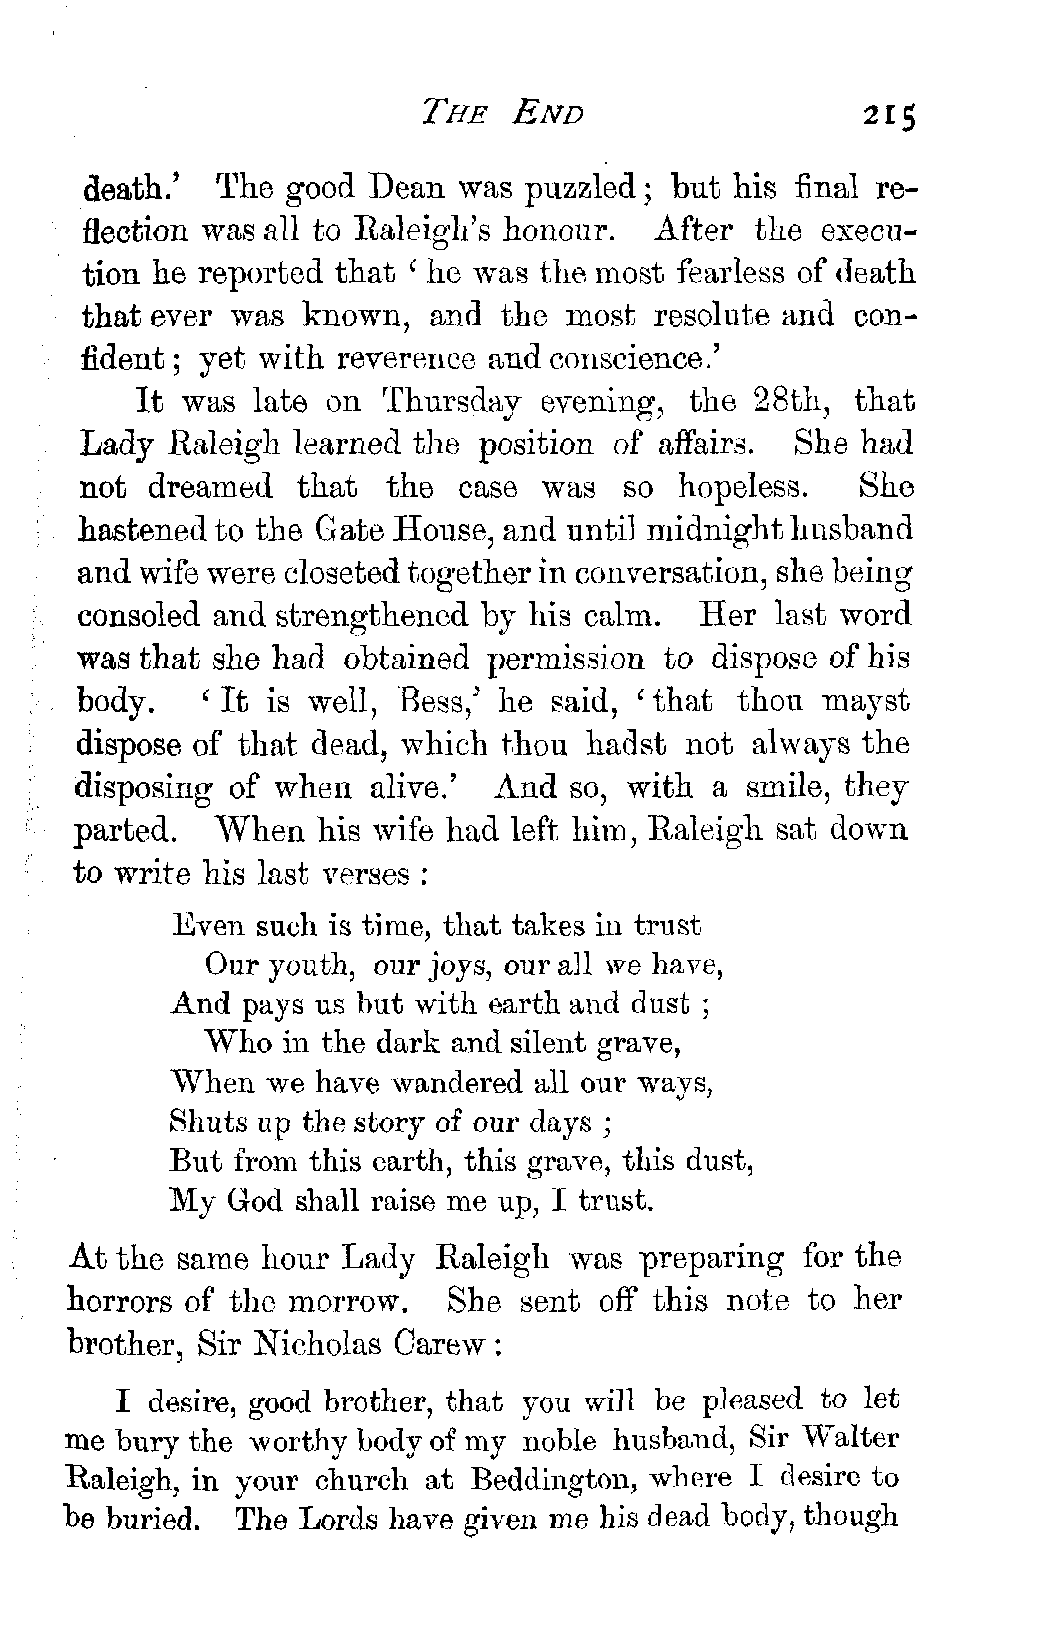 THE END 215
death.' The good Dean was puzzled; but his final re-
flection was all to Raleigh's honour. After the execu-
tion he reported that 'he was the most fearless of death
that ever was known, and the most resolute and con-
fident; yet with reverence and conscience.'
It was late on Thursday evening, the 28th, that
Lady Raleigh learned the position of affairs. She had
not dreamed that the case was so hopeless. She
hastened to the Gate House, and until midnight husband
and wife were closeted together in conversation, she being
consoled and strengthened by his calm. Her last word
was that she had obtained permission to dispose of his
body. 'It is well, Bess,' he said, 'that thou mayst
dispose of that dead, which thou hadst not always the
disposing of when alive.' And so, with a smile, they
parted. When his wife had left him, Raleigh sat down
to write his last verses:
Even such is time, that takes in trust
Our youth, our joys, our all we have,
And pays us but with earth and dust;
Who in the dark and silent grave,
When we have wandered all our ways,
Shuts up the story of our days;
But from this earth, this grave, this dust,
My God shall raise me up, I trust.
At the same hour Lady Raleigh was preparing for the
horrors of the morrow. She sent off this note to her
brother, Sir Nicholas Carew:
I desire, good brother, that you will be pleased to let
me bury the worthy body of my noble husband, Sir Walter
Raleigh, in your church at Beddington, where I desire to
be buried. The Lords have given me his dead body, though